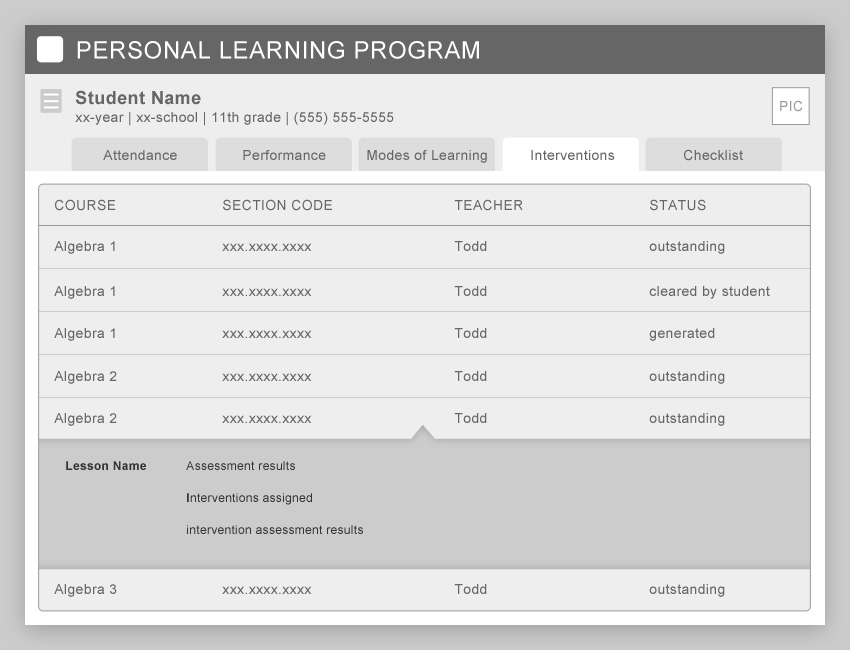 PERSONAL LEARNING PROGRAM
Student Name
xx-year | xx-school | 11th grade | (555) 555-5555
PIC
Attendance Performance Modes of Learning Interventions Checklist
COURSE SECTION CODE TEACHER STATUS
Algebra 1 xxx.xxxx.xxxx Todd outstanding
Algebra 1 xxx.xxxx.xxxx Todd cleared by student
Algebra 1 xxx.xxxx.xxxx Todd generated
Algebra 2 xxx.xxxx.xxxx Todd outstanding
Algebra 2 xxx.xxxx.xxxx Todd outstanding
Lesson Name Assessment results
Interventions assigned
intervention assessment results
Algebra 3 xxx.xxxx.xxxx Todd outstanding